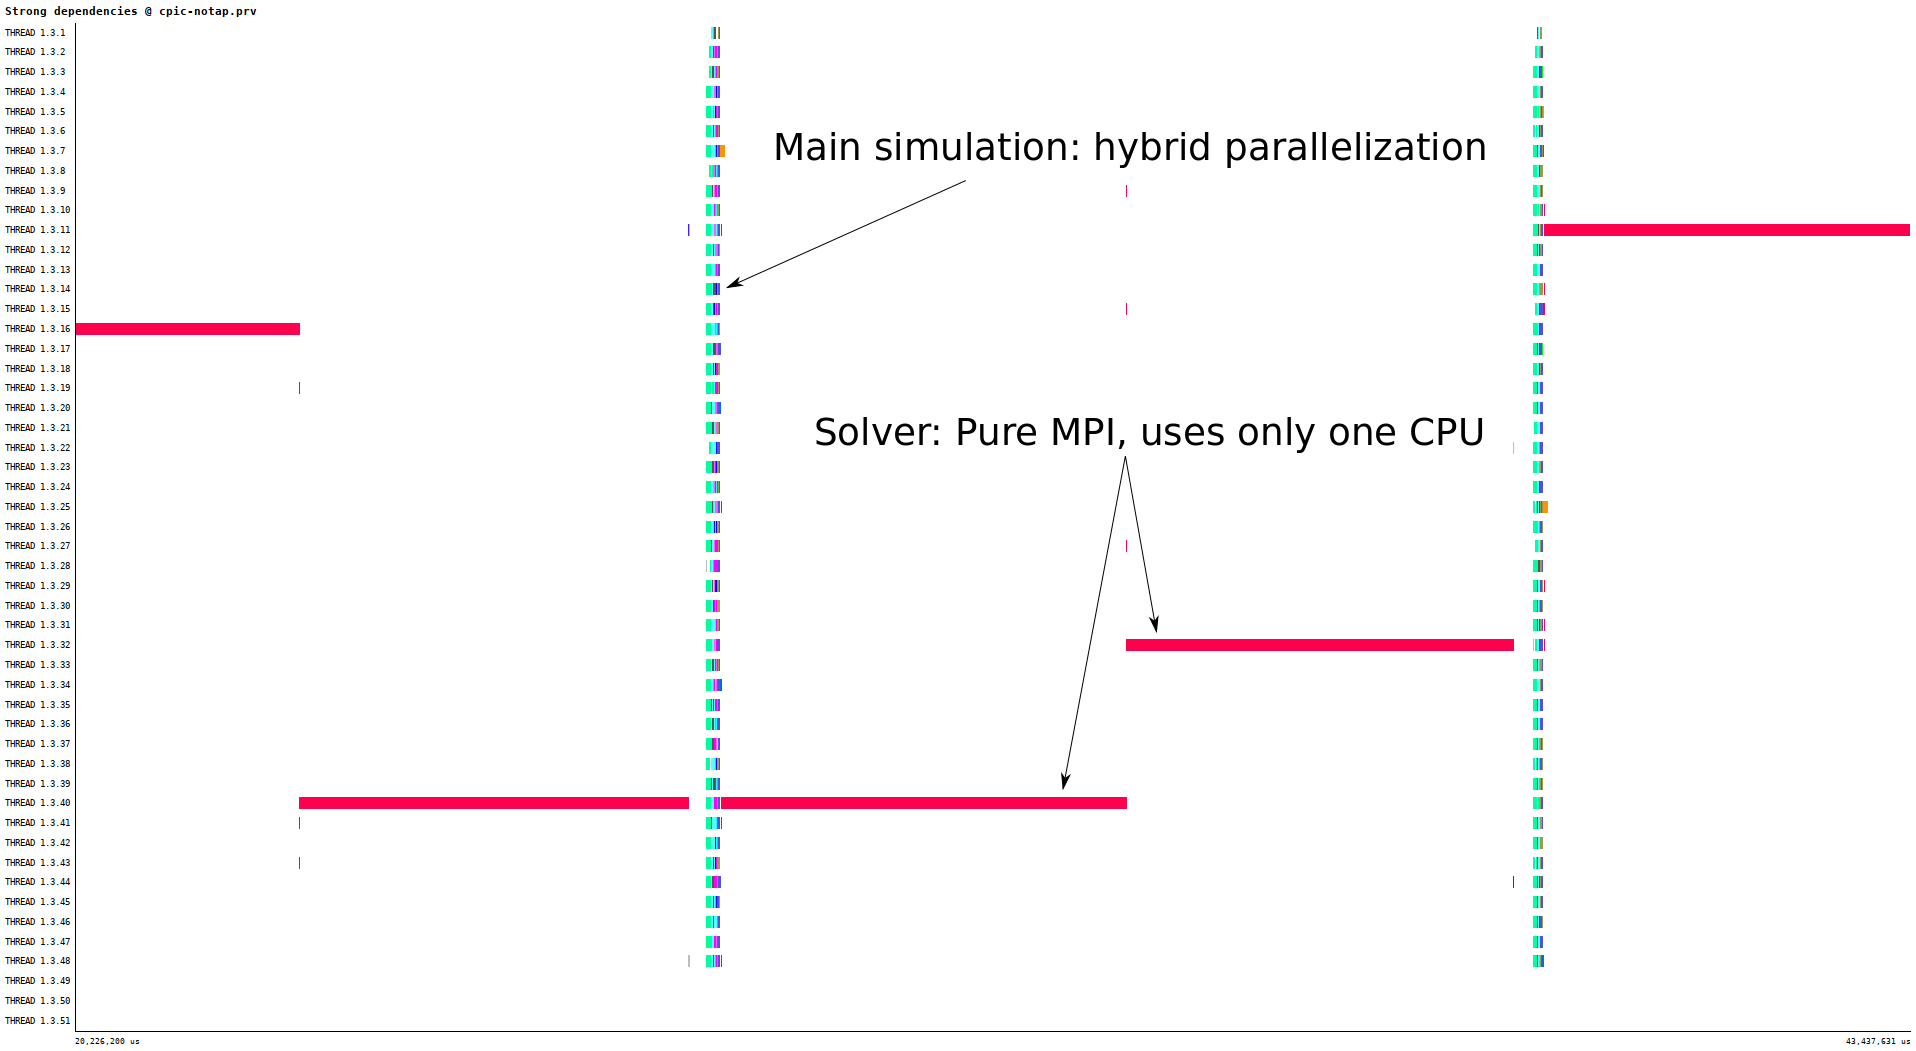 Strong dependencies @ cpic-notap.prv
THREAD 1.3.1
THREAD 1.3.2
THREAD 1.3.3
THREAD 1.3.4
THREAD 1.3.5
THREAD 1.3.6
Main simulation: hybrid parallelization
THREAD 1.3.7
THREAD 1.3.8
THREAD 1.3.9
THREAD 1.3.10
THREAD 1.3.11
THREAD 1.3.12
THREAD 1.3.13
THREAD 1.3.14
THREAD 1.3.15
THREAD 1.3.16
THREAD 1.3.17
THREAD 1.3.18
THREAD 1.3.19
THREAD 1.3.20
THREAD 1.3.21
Solver: Pure MPI, uses only one CPU
THREAD 1.3.22
THREAD 1.3.23
THREAD 1.3.24
THREAD 1.3.25
THREAD 1.3.26
THREAD 1.3.27
THREAD 1.3.28
THREAD 1.3.29
THREAD 1.3.30
THREAD 1.3.31
THREAD 1.3.32
THREAD 1.3.33
THREAD 1.3.34
THREAD 1.3.35
THREAD 1.3.36
THREAD 1.3.37
THREAD 1.3.38
THREAD 1.3.39
THREAD 1.3.40
THREAD 1.3.41
THREAD 1.3.42
THREAD 1.3.43
THREAD 1.3.44
THREAD 1.3.45
THREAD 1.3.46
THREAD 1.3.47
THREAD 1.3.48
THREAD 1.3.49
THREAD 1.3.50
THREAD 1.3.51
20,226,200 us
43,437,631 us